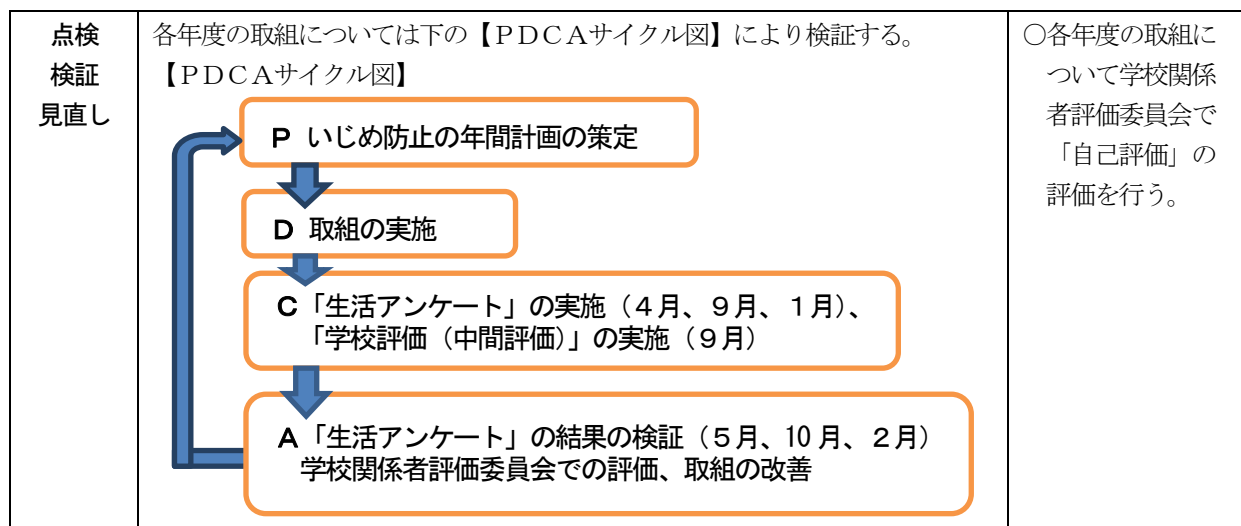 点検
検証
見直し
各年度の取組については下の【ＰＤＣＡサイクル図】により検証する。
【ＰＤＣＡサイクル図】
Ｐ いじめ防止の年間計画の策定
Ｄ 取組の実施
Ｃ「生活アンケート」の実施（４月、９月、１月）、
「学校評価（中間評価）」の実施（９月）
Ａ「生活アンケート」の結果の検証（５月、10月、２月）
学校関係者評価委員会での評価、取組の改善
○各年度の取組に
ついて学校関係
者評価委員会で
「自己評価」の
評価を行う。